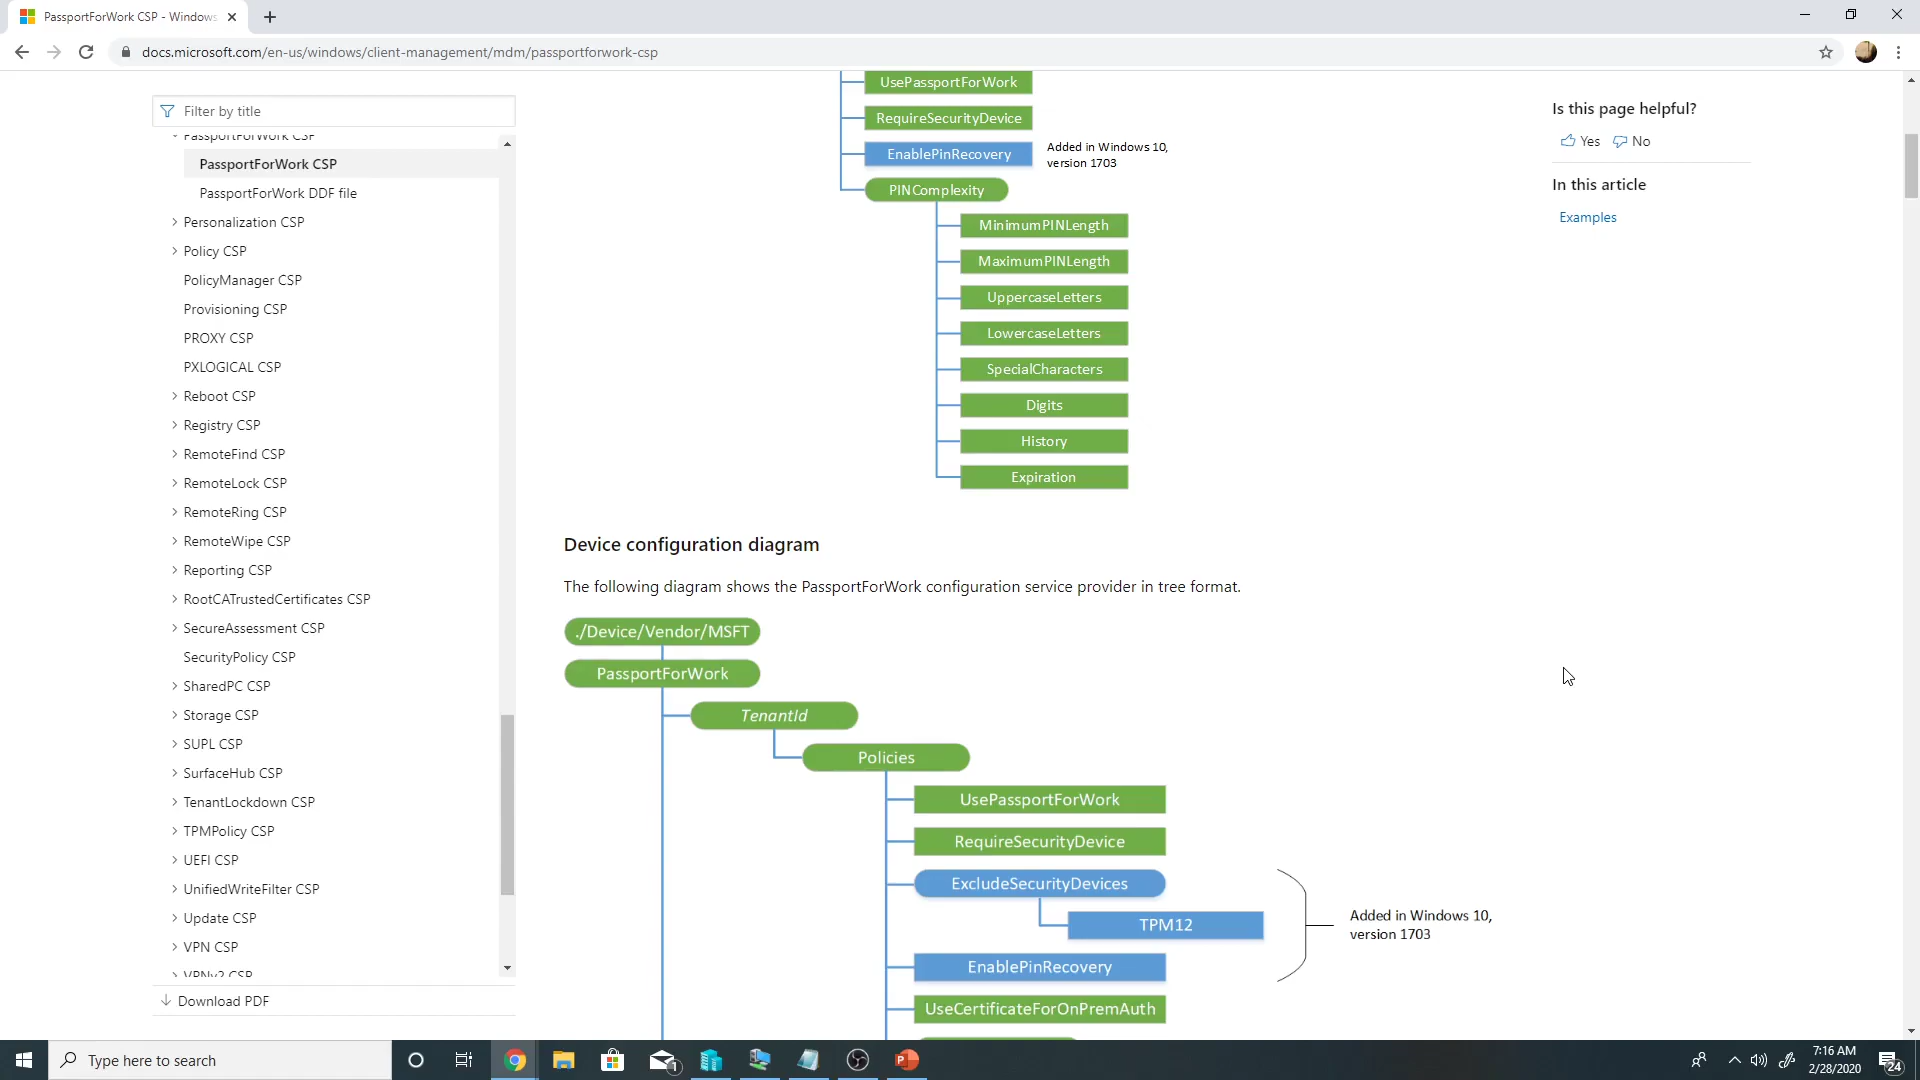 PassportForWork CSP - Windows
docs.microsoft.com/en-us/windows/client-management/mdm/passportforwork-csp
Filter by title
PassportForWork CSP
PassportForWork CSP
PassportForWork DDF file
Personalization CSP
Policy CSP
PolicyManager CSP
Provisioning CSP
PROXY CSP
PXLOGICAL CSP
Reboot CSP
Registry CSP
RemoteFind CSP
RemoteLock CSP
RemoteRing CSP
RemoteWipe CSP
Reporting CSP
RootCATrustedCertificates CSP
SecureAssessment CSP
SecurityPolicy CSP
SharedPC CSP
Storage CSP
SUPL CSP
SurfaceHub CSP
TenantLockdown CSP
TPMPolicy CSP
UEFI CSP
UnifiedWriteFilter CSP
Update CSP
VPN CSP
VPNv2 CSP
Download PDF
UsePassportForWork
RequireSecurityDevice
EnablePinRecovery
Added in Windows 10,
version 1703
PINComplexity
MinimumPINLength
MaximumPINLength
UppercaseLetters
LowercaseLetters
SpecialCharacters
Digits
History
Expiration
Device configuration diagram
The following diagram shows the PassportForWork configuration service provider in tree format.
./Device/Vendor/MSFT
PassportForWork
TenantId
Policies
UsePassportForWork
RequireSecurityDevice
ExcludeSecurityDevices
TPM12
Added in Windows 10,
version 1703
EnablePinRecovery
UseCertificateForOnPremAuth
Is this page helpful?
Yes No
In this article
Examples
Type here to search
1
7:16 AM
2/28/2020
24